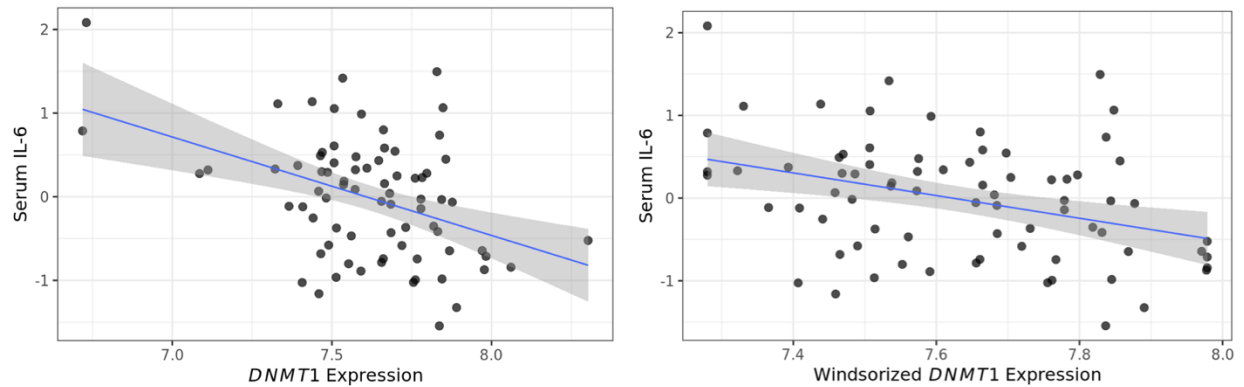 2
1
0
-1
Serum IL-6
7.0 7.5 8.0
DNMT1 Expression
2
1
0
-1
Serum IL-6
7.4 7.6 7.8 8.0
Windsorized DNMT1 Expression